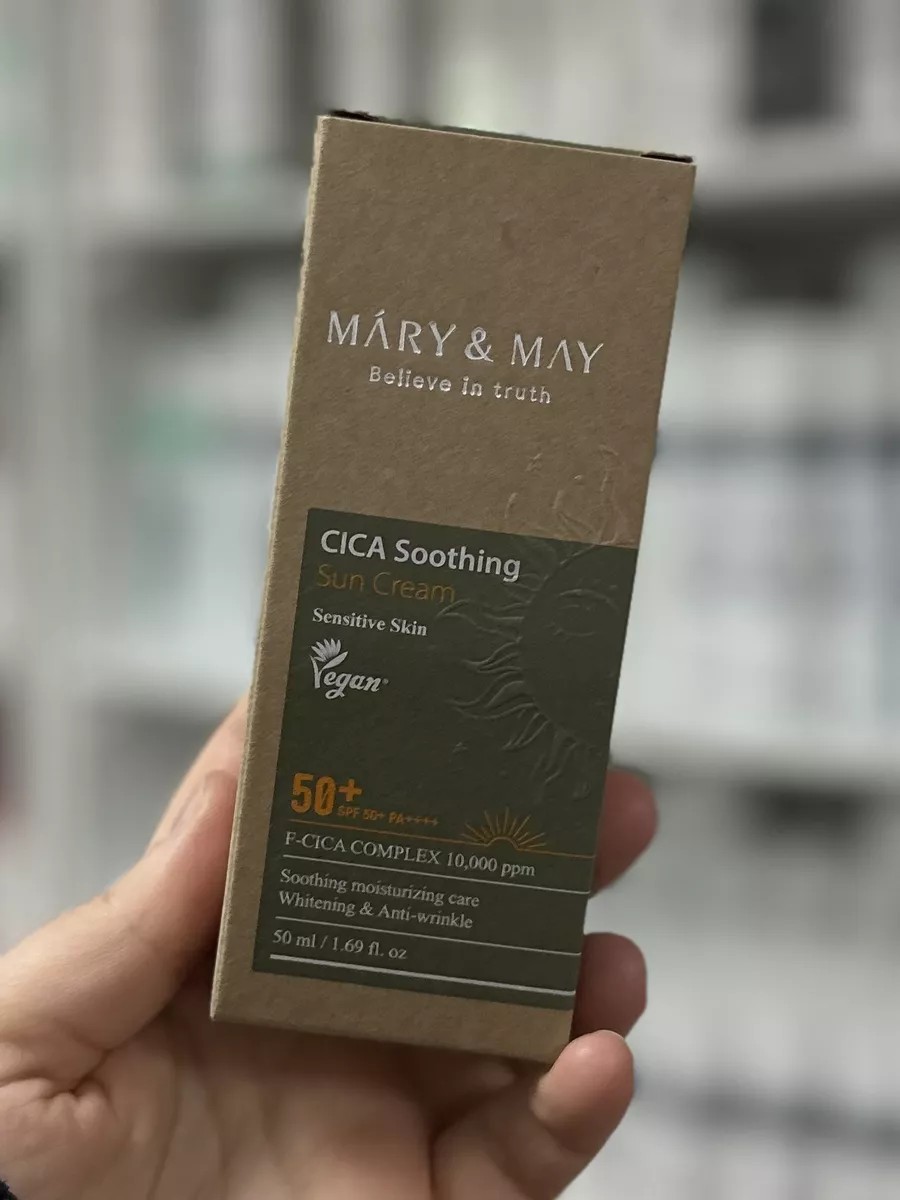 MÁRY & MAY
Believe in truth
CICA Soothing
Sun Cream
Sensitive Skin
Vegan
50+
SPF 50+ PA++++
F-CICA COMPLEX 10,000 ppm
Soothing moisturizing care
Whitening & Anti-wrinkle
50 ml / 1.69 fl. oz